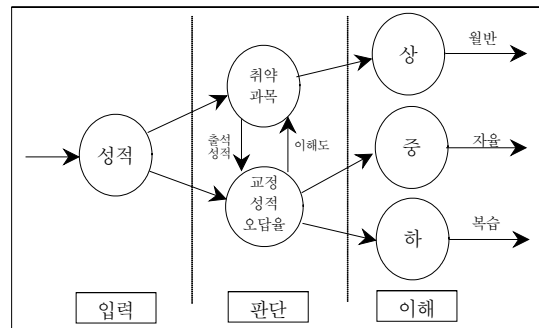 상
월반
취약
과목
성적
출석
성적
이해도
중
자율
교정
성적
오답율
하
복습
입력
판단
이해